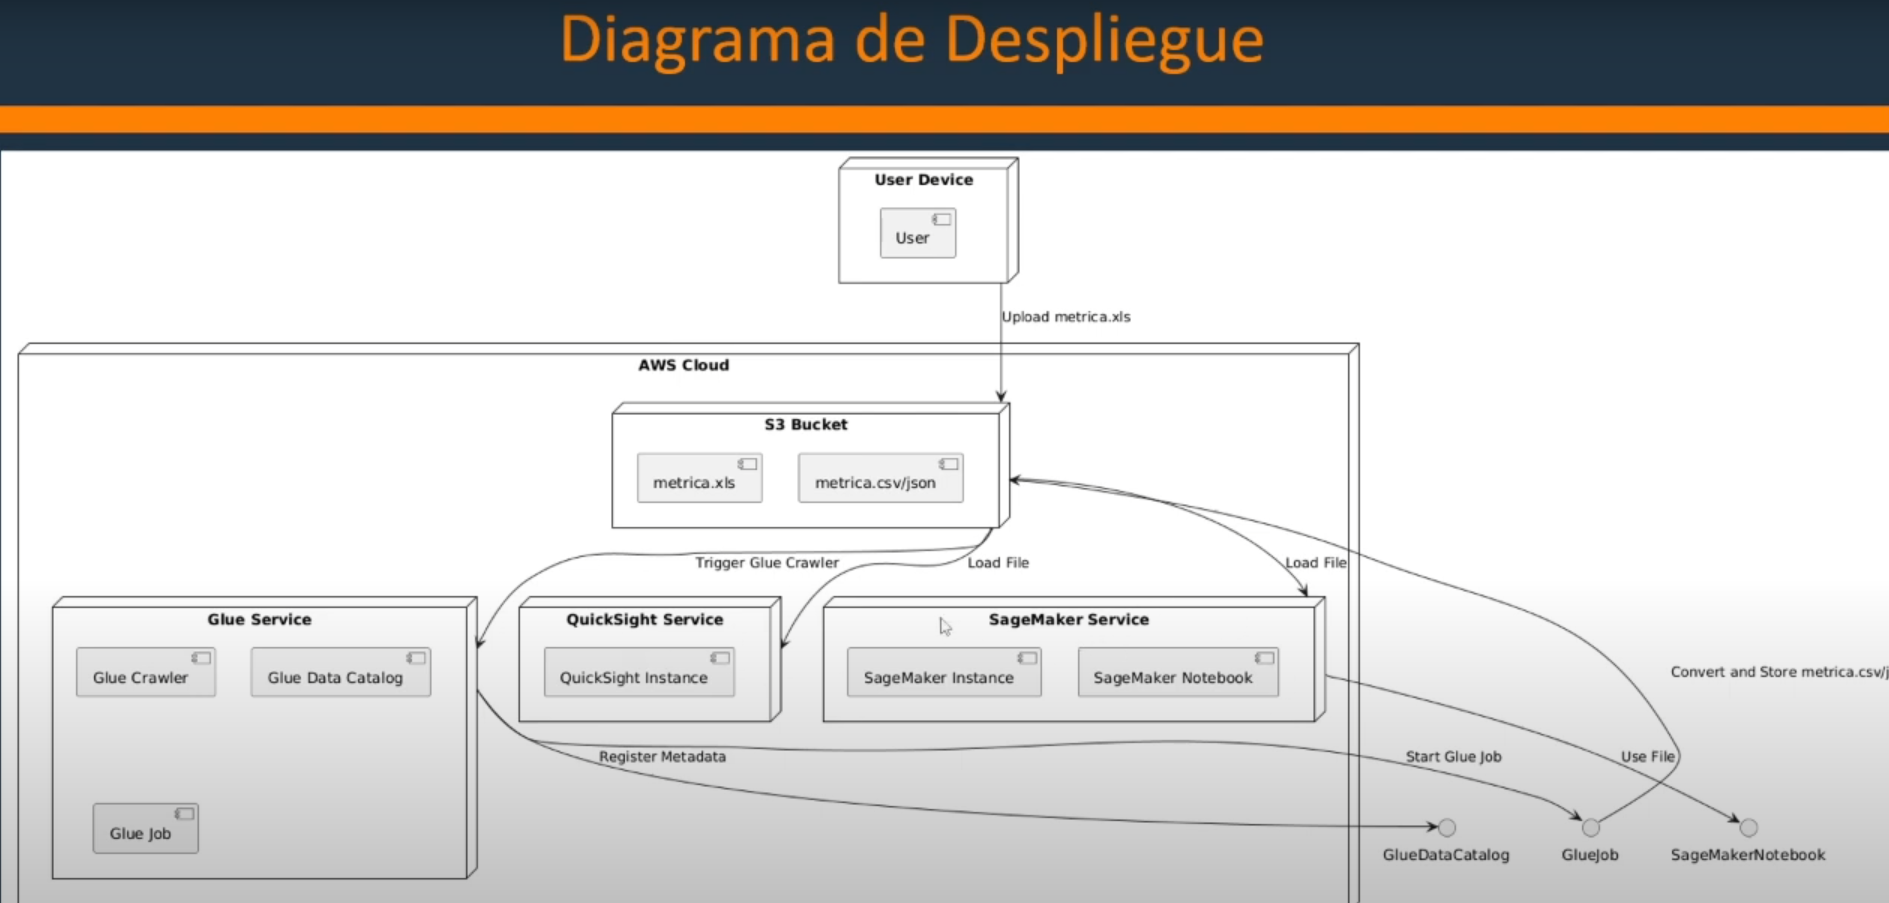 Diagrama de Despliegue
User Device
User
Upload metrica.xls
AWS Cloud
S3 Bucket
metrica.xls
metrica.csv/json
Trigger Glue Crawler
Load File
Load File
Glue Service
QuickSight Service
SageMaker Service
Glue Crawler
Glue Data Catalog
QuickSight Instance
SageMaker Instance
SageMaker Notebook
Convert and Store metrica.csv/j
Register Metadata
Start Glue Job
Use File
Glue Job
GlueDataCatalog
GlueJob
SageMakerNotebook